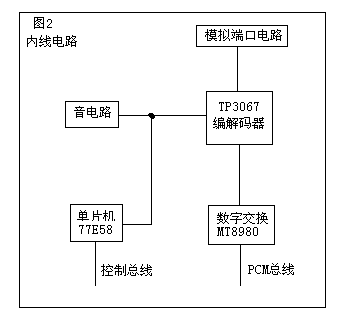 图2
内线电路
模拟端口电路
TP3067
编解码器
音电路
单片机
77E58
数字交换
MT8980
控制总线
PCM总线